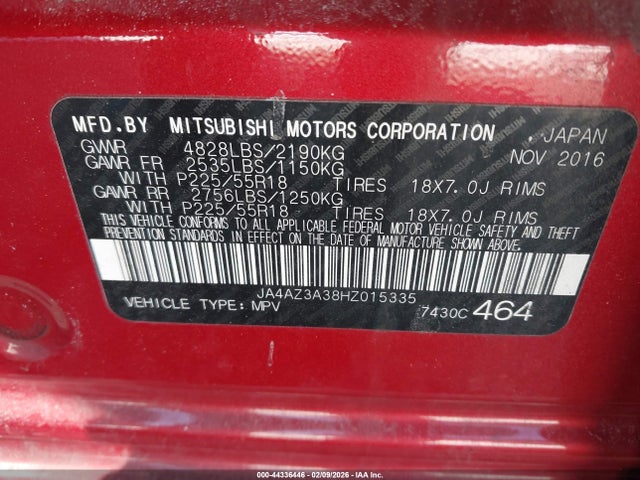 MFD.BY MITSUBISHI MOTORS CORPORATION , JAPAN
GVWR 4828LBS/2190KG NOV 2016
GAWR FR 2535LBS/1150KG
WITH P225/55R18 TIRES 18X7.0J RIMS
GAWR RR 2756LBS/1250KG
WITH P225/55R18 TIRES 18X7.0J RIMS
THIS VEHICLE CONFORMS TO ALL APPLICABLE FEDERAL MOTOR VEHICLE SAFETY AND THEFT
PREVENTION STANDARDS IN EFFECT ON THE DATE OF MANUFACTURE SHOWN ABOVE.
JA4AZ3A38HZ015335
VEHICLE TYPE: MPV 7430C 464
000-44336446 - 02/09/2026 - IAA Inc.